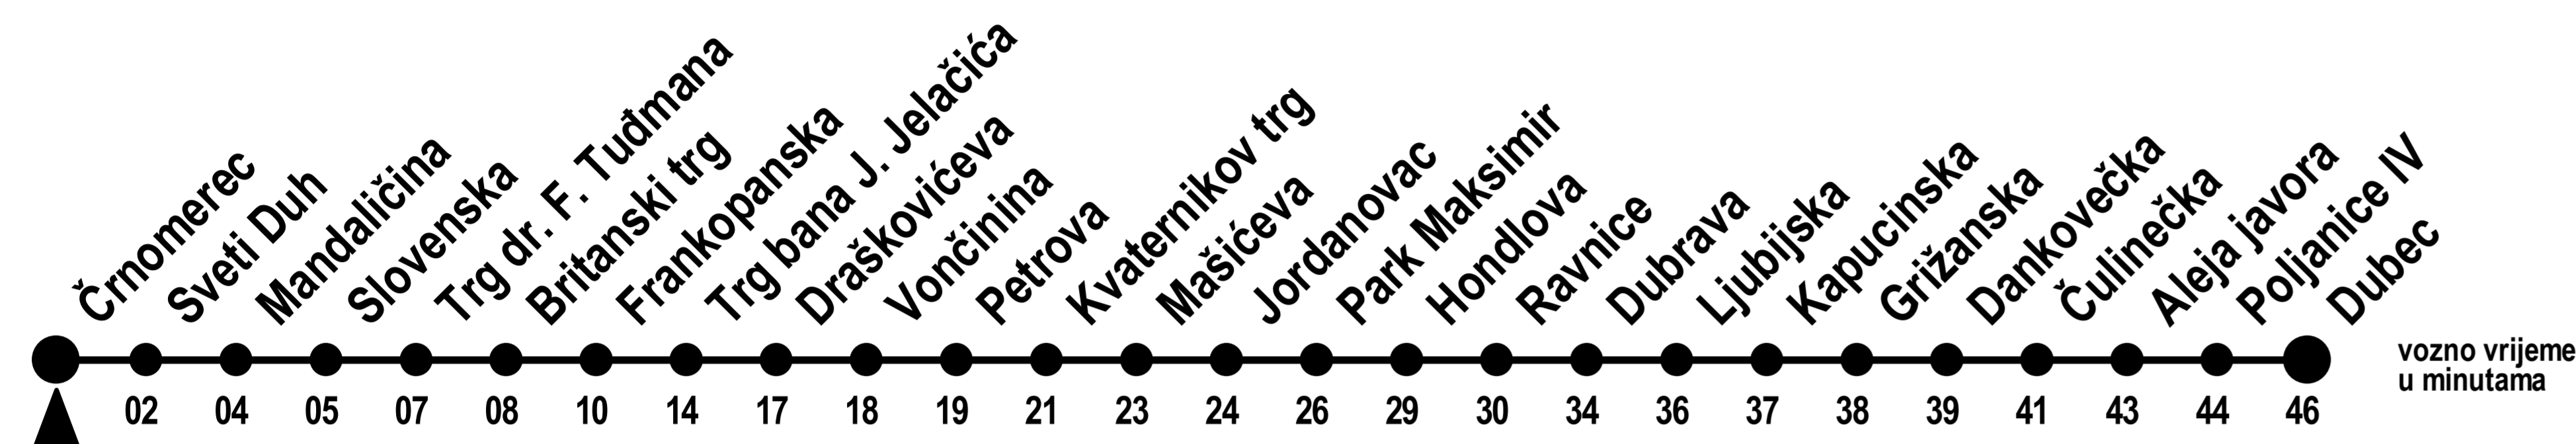 Črnomerec
Sveti Duh
Mandaličina
Slovenska
Trg dr. F. Tuđmana
Britanski trg
Frankopanska
Trg bana J. Jelačića
Draškovićeva
Vončinina
Petrova
Kvaternikov trg
Mašićeva
Jordanovac
Park Maksimir
Hondlova
Ravnice
Dubrava
Ljubijska
Kapucinska
Grižanska
Dankovečka
Čulinečka
Aleja javora
Poljanice IV
Dubec
vozno vrijeme
u minutama
02 04 05 07 08 10 14 17 18 19 21 23 24 26 29 30 34 36 37 38 39 41 43 44 46